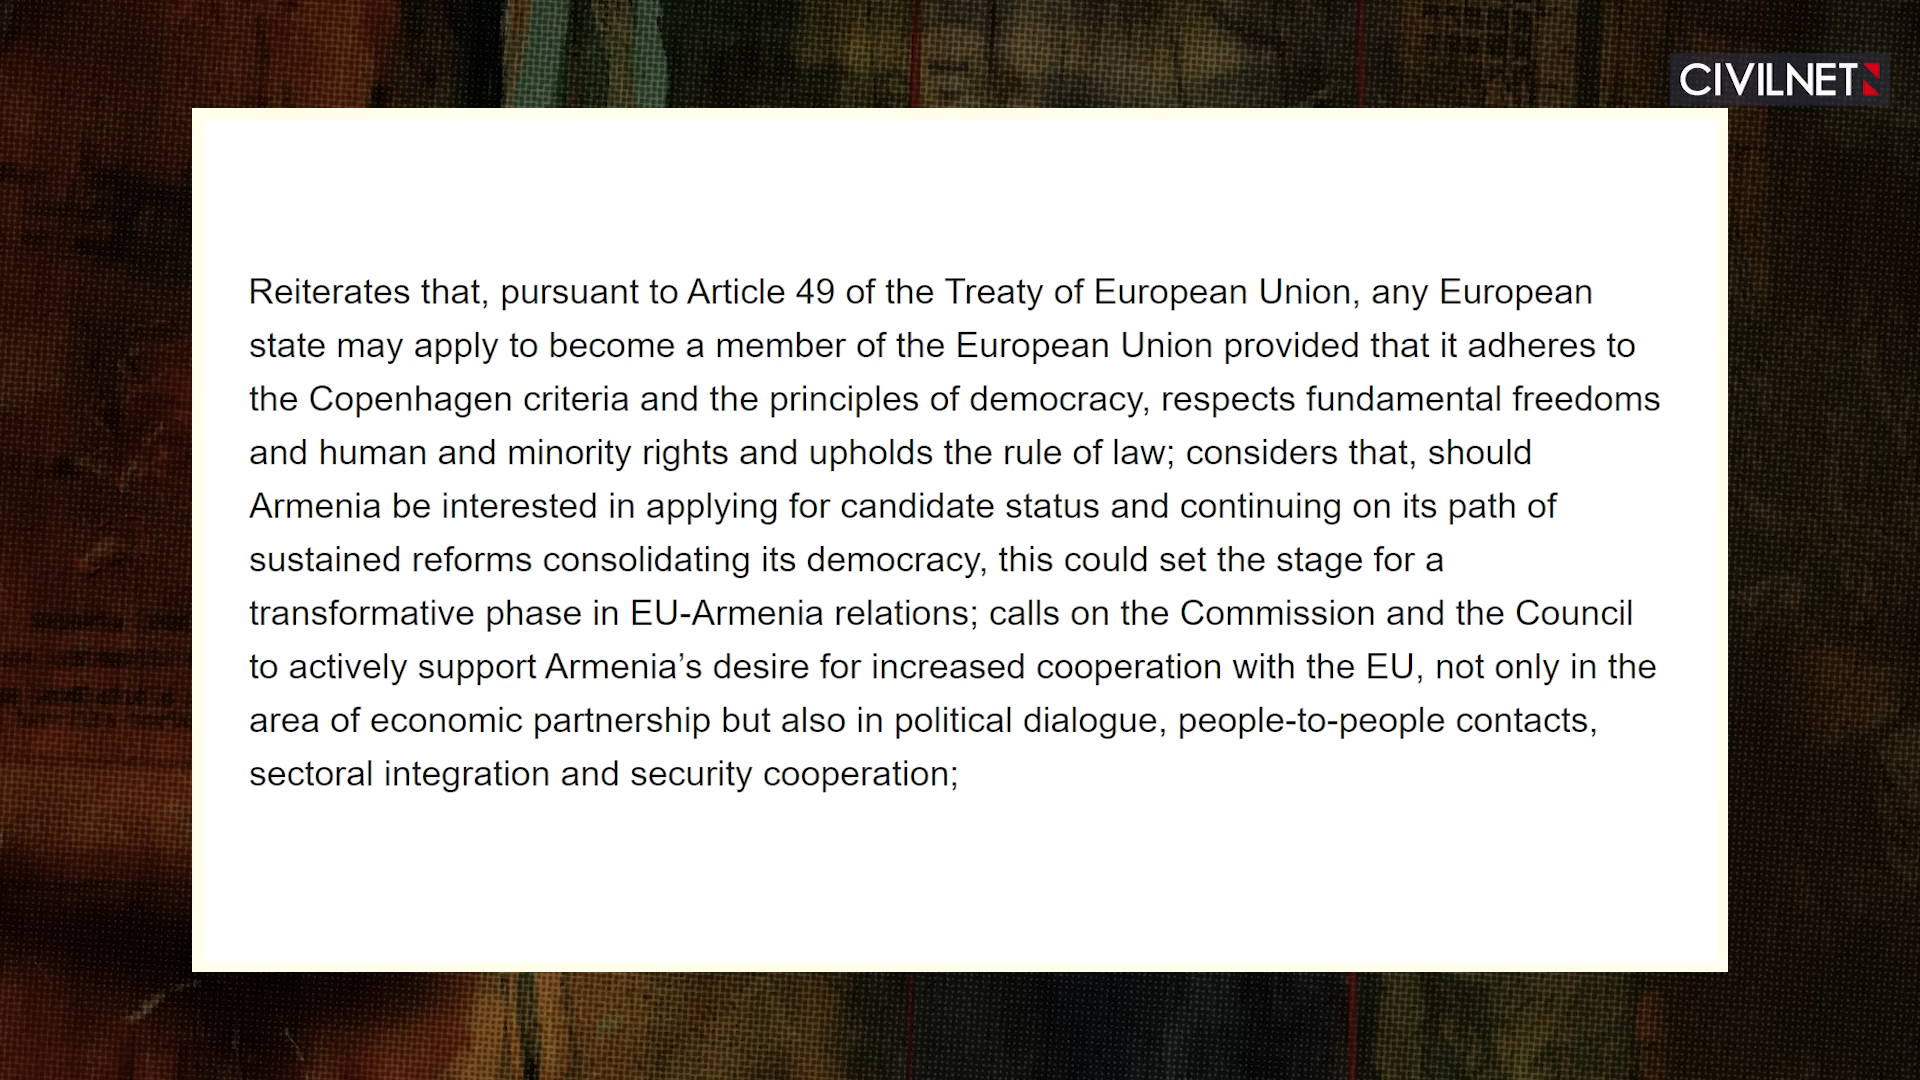 CIVILNET
Reiterates that, pursuant to Article 49 of the Treaty of European Union, any European
state may apply to become a member of the European Union provided that it adheres to
the Copenhagen criteria and the principles of democracy, respects fundamental freedoms
and human and minority rights and upholds the rule of law; considers that, should
Armenia be interested in applying for candidate status and continuing on its path of
sustained reforms consolidating its democracy, this could set the stage for a
transformative phase in EU-Armenia relations; calls on the Commission and the Council
to actively support Armenia’s desire for increased cooperation with the EU, not only in the
area of economic partnership but also in political dialogue, people-to-people contacts,
sectoral integration and security cooperation;